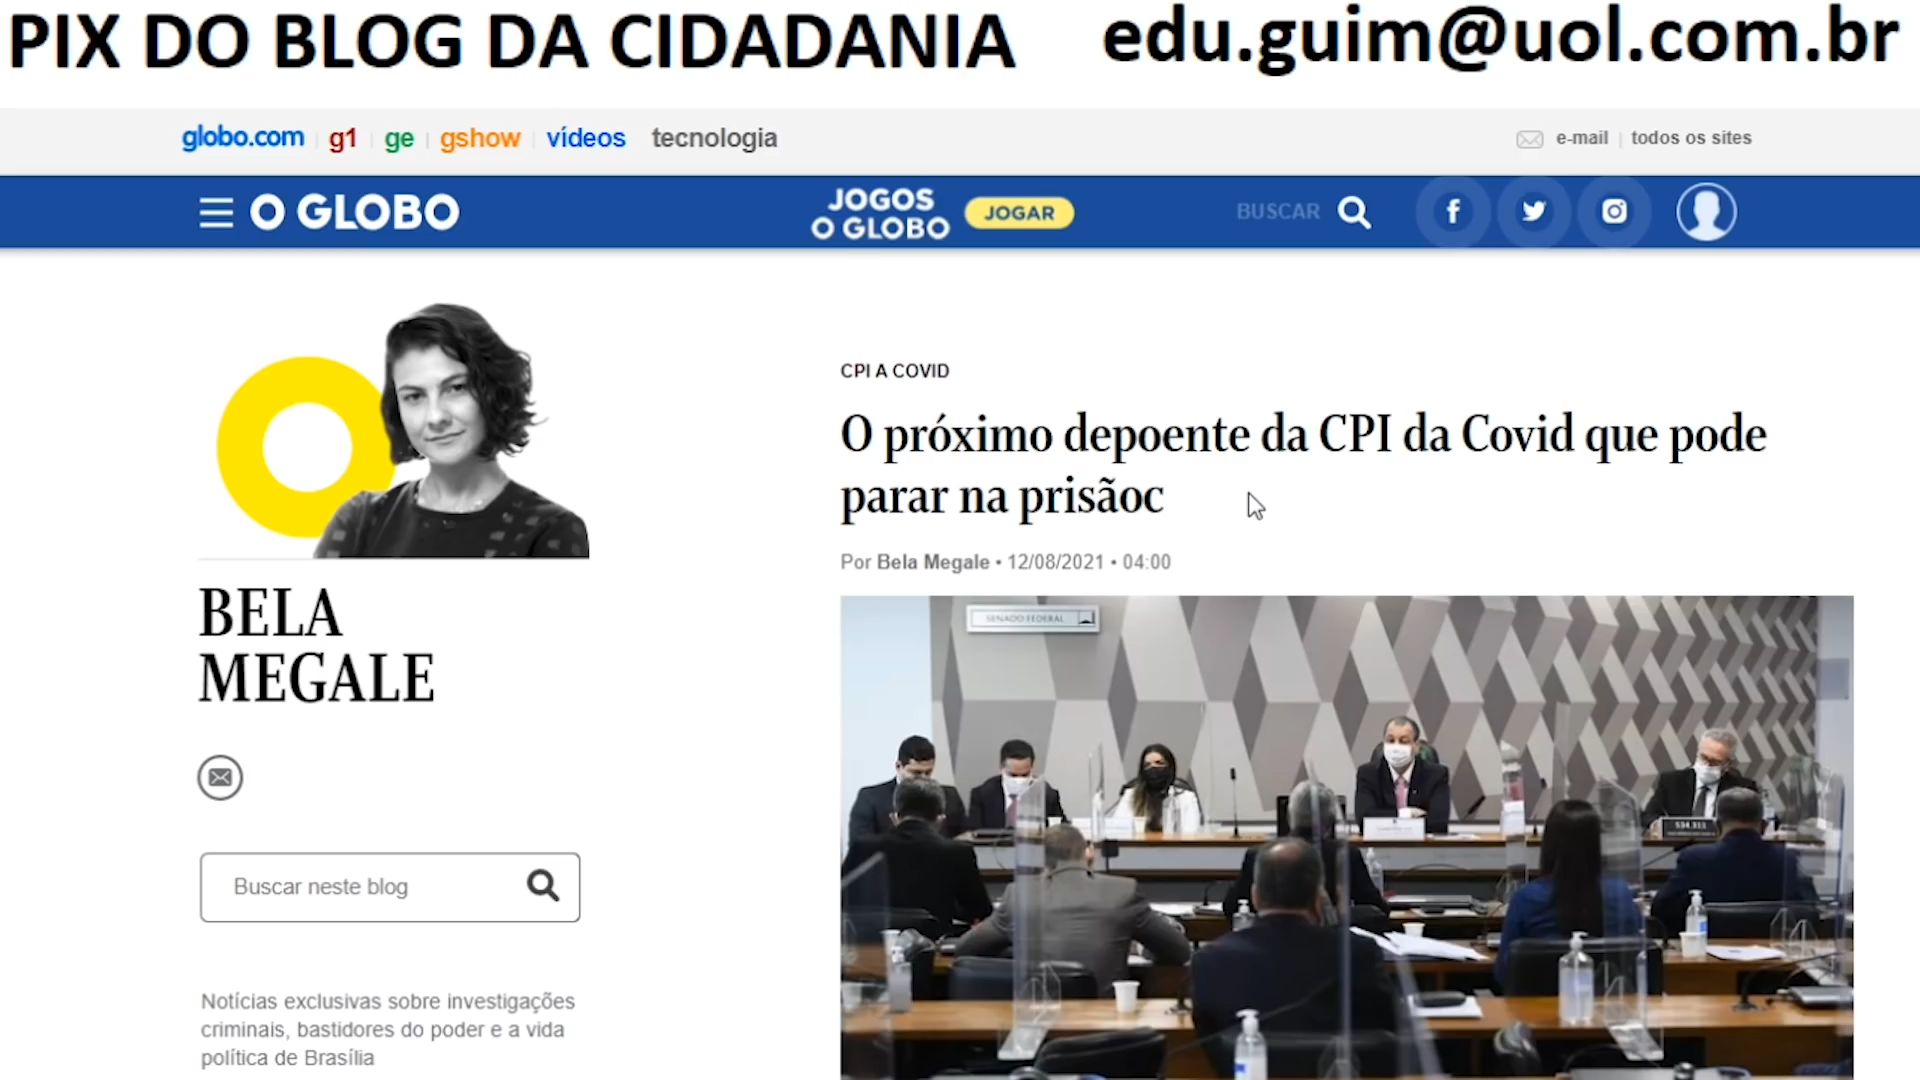 PIX DO BLOG DA CIDADANIA edu.guim@uol.com.br
globo.com g1 ge gshow vídeos tecnologia e-mail todos os sites
O GLOBO JOGOS O GLOBO JOGAR BUSCAR
CPI A COVID
O próximo depoente da CPI da Covid que pode
parar na prisãoc
Por Bela Megale • 12/08/2021 • 04:00
SENADO FEDERAL
BELA
MEGALE
Buscar neste blog
Notícias exclusivas sobre investigações
criminais, bastidores do poder e a vida
política de Brasília